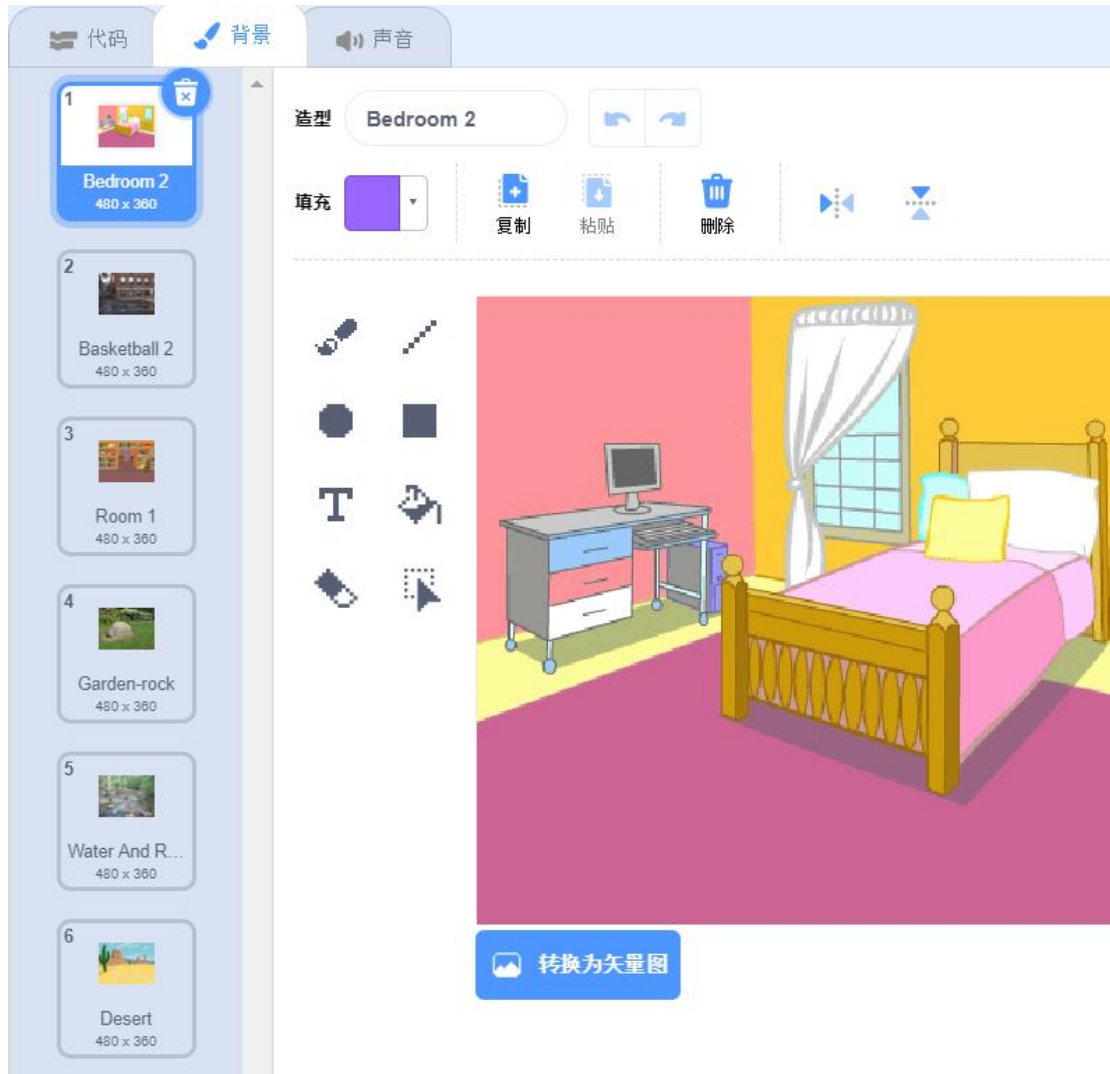 代码
背景
声音
1
Bedroom 2
480 x 360
2
Basketball 2
480 x 360
3
Room 1
480 x 360
4
Garden-rock
480 x 360
5
Water And R...
480 x 360
6
Desert
480 x 360
造型
Bedroom 2
填充
复制
粘贴
删除
T
转换为矢量图